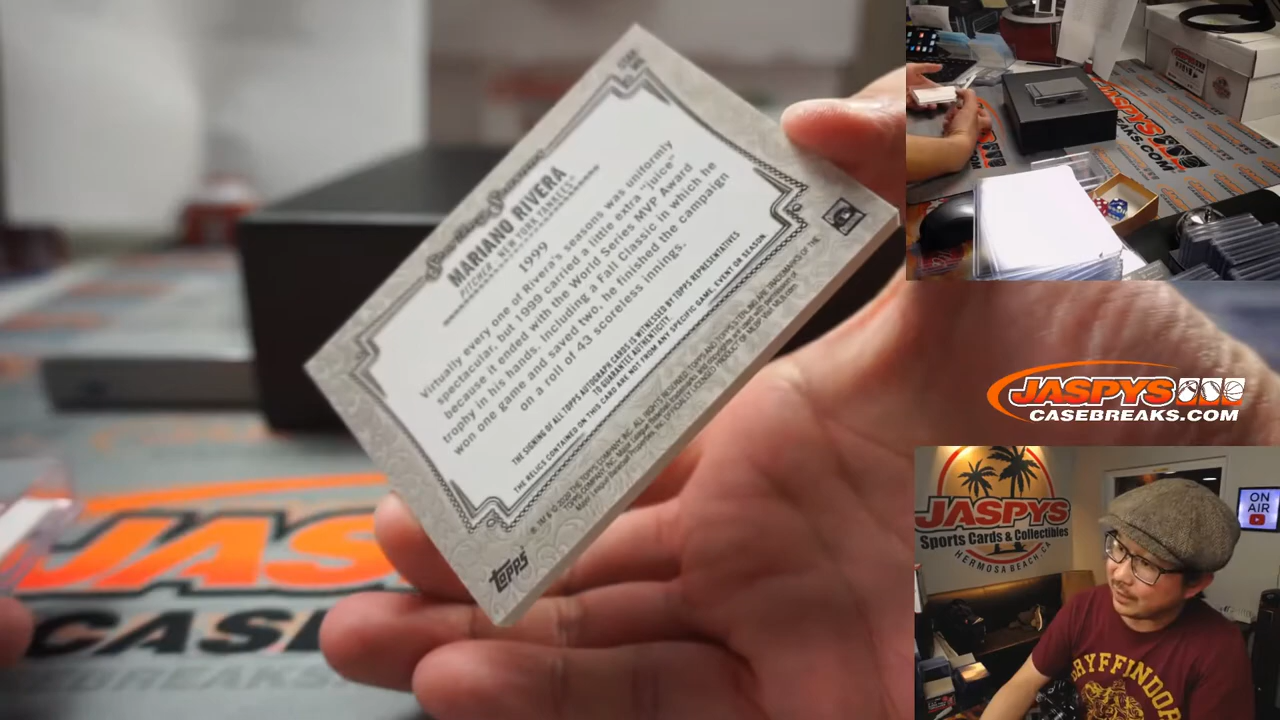 MARIANO RIVERA
PITCHER - NEW YORK YANKEES
1999
Virtually every one of Rivera's seasons was uniformly
spectacular, but 1999 carried a little extra "juice"
because it ended with the World Series MVP Award
trophy in his hands. Including a Fall Classic in which he
won one game and saved two, he finished the campaign
on a roll of 43 scoreless innings.
THE SIGNING OF ALL TOPPS AUTOGRAPH CARDS IS WITNESSED BY TOPPS REPRESENTATIVES
TO GUARANTEE AUTHENTICITY.
THE RELICS CONTAINED ON THIS CARD ARE NOT FROM ANY SPECIFIC GAME, EVENT OR SEASON.
TOPPS
JASPYS
CASEBREAKS.COM
JASPYS
BREAKS.COM
JAS
CASE
JASPYS
Sports Cards & Collectibles
HERMOSA BEACH, CA
ON
AIR
GRYFFINDOR